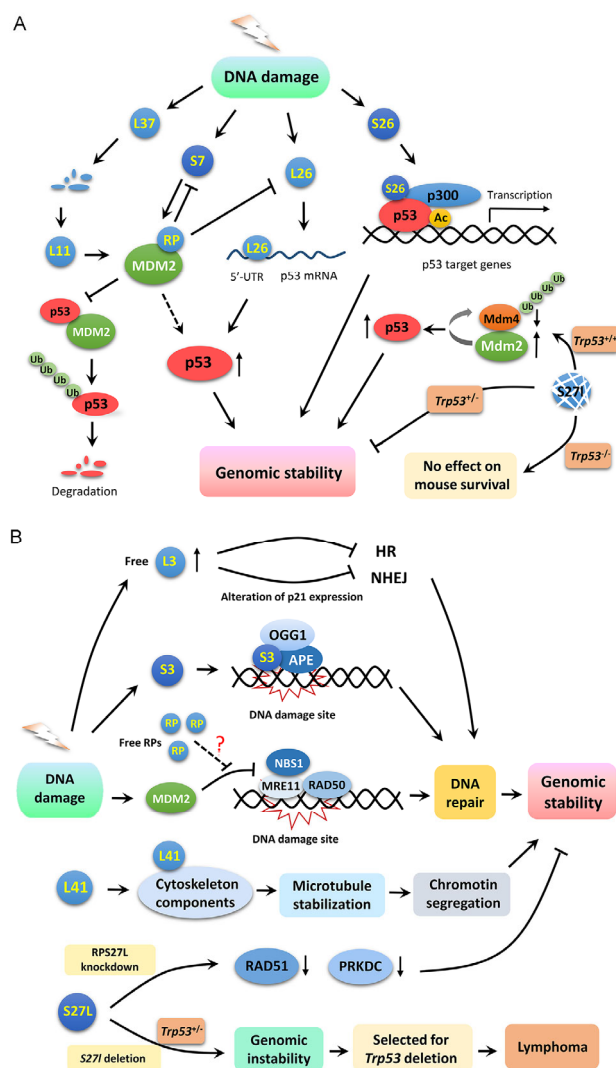 A
DNA damage
L37
S7
L26
S26
S26
p300
p53
Ac
Transcription
p53 target genes
L11
RP
MDM2
L26
5'-UTR
p53 mRNA
p53
MDM2
Ub
Ub
Ub
Ub
p53
Degradation
p53
p53
Mdm4
Mdm2
Ub
Ub
Ub
Ub
Trp53+/+
S27l
Trp53+/-
Trp53-/-
Genomic stability
No effect on
mouse survival
B
Free
L3
HR
NHEJ
Alteration of p21 expression
S3
OGG1
S3
APE
DNA damage site
Free RPs
RP
RP
RP
?
DNA
damage
MDM2
NBS1
MRE11
RAD50
DNA damage site
DNA
repair
Genomic
stability
L41
L41
Cytoskeleton
components
Microtubule
stabilization
Chromotin
segregation
RPS27L
knockdown
RAD51
PRKDC
S27L
Trp53+/-
S27l deletion
Genomic
instability
Selected for
Trp53 deletion
Lymphoma